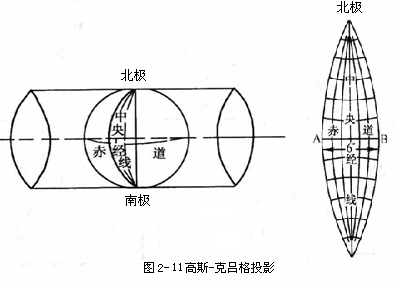 北极
中央经线
赤道
南极
北极
中央经线
A 赤道 B
6°
图2-11高斯-克吕格投影